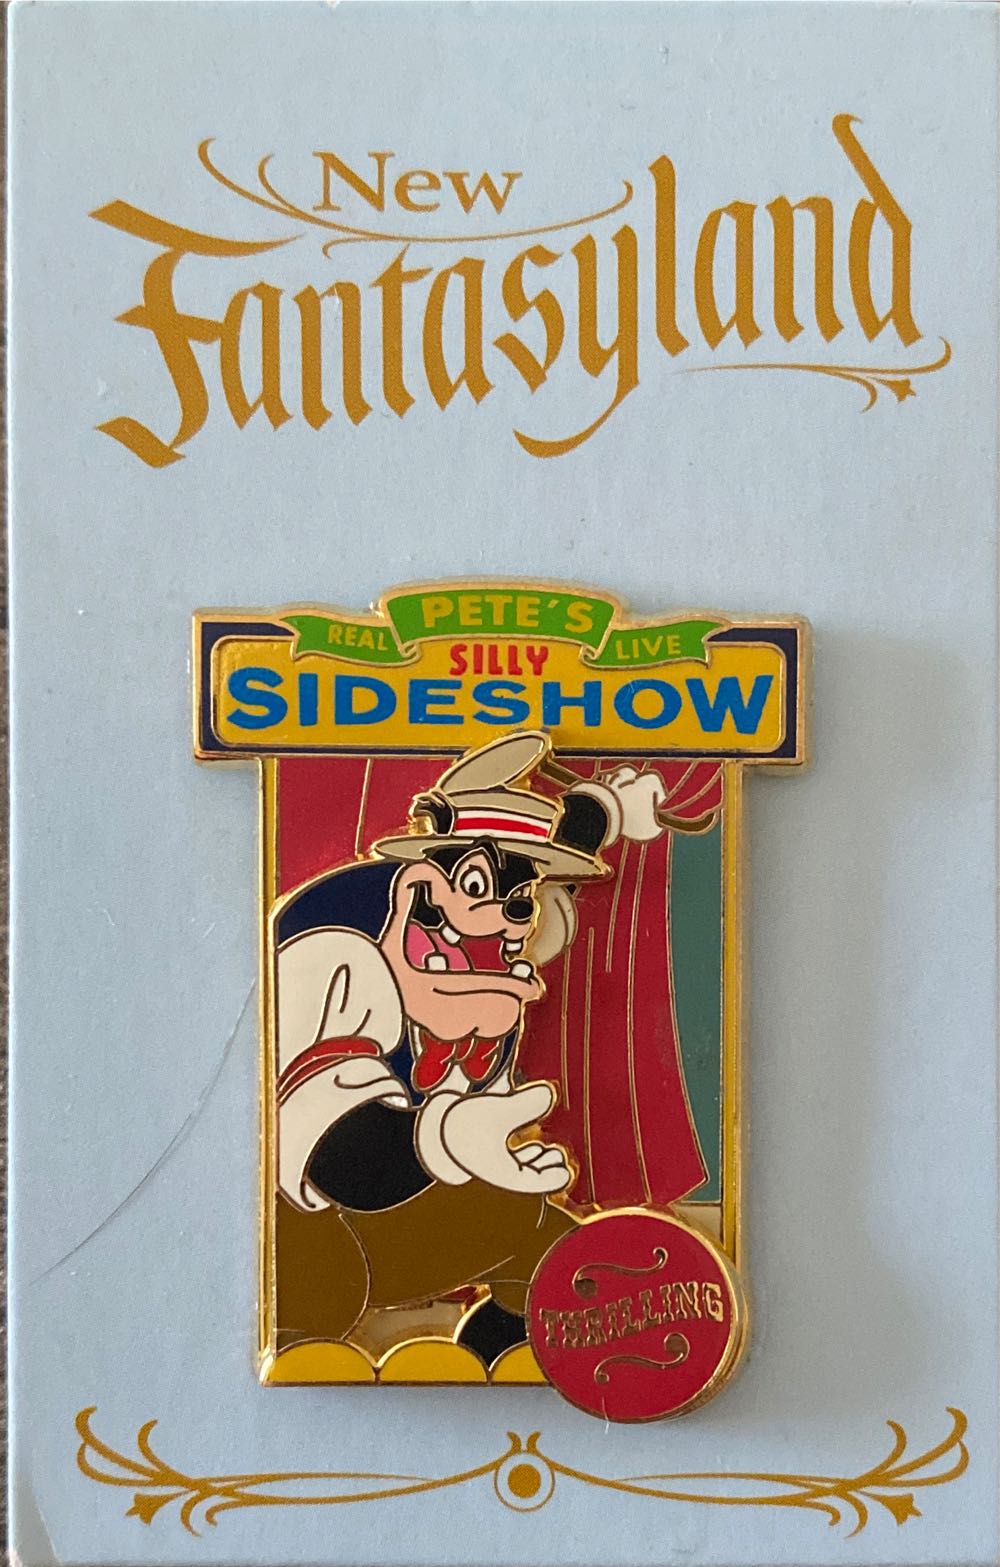 New
Fantasyland
REAL PETE'S LIVE
SILLY
SIDESHOW
THRILLING